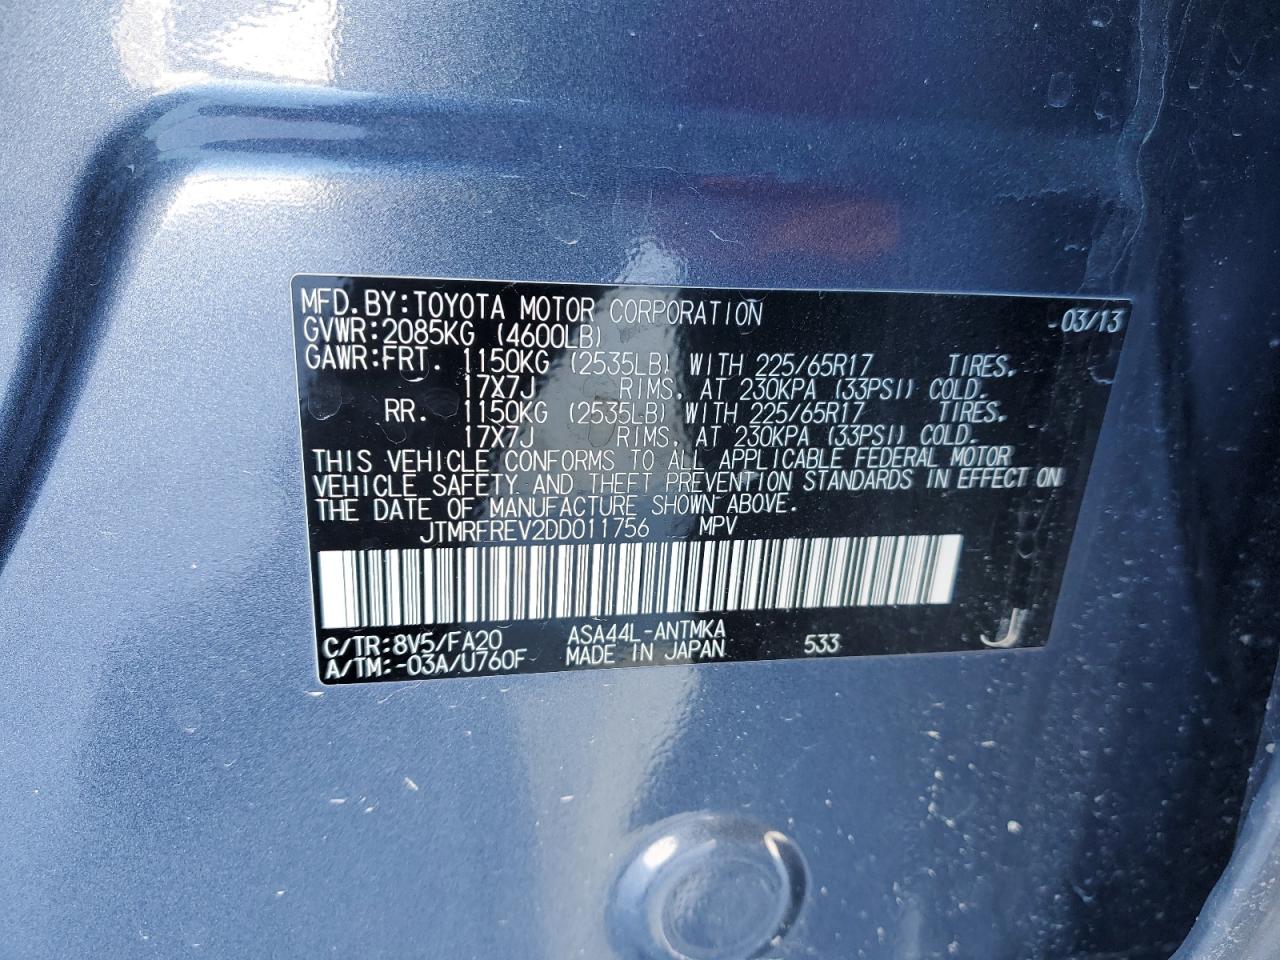 MFD.BY:TOYOTA MOTOR CORPORATION 03/13
GVWR:2085KG (4600LB)
GAWR:FRT. 1150KG (2535LB) WITH 225/65R17 TIRES.
17X7J RIMS, AT 230KPA (33PSI) COLD.
RR. 1150KG (2535LB) WITH 225/65R17 TIRES.
17X7J RIMS, AT 230KPA (33PSI) COLD.
THIS VEHICLE CONFORMS TO ALL APPLICABLE FEDERAL MOTOR
VEHICLE SAFETY AND THEFT PREVENTION STANDARDS IN EFFECT ON
THE DATE OF MANUFACTURE SHOWN ABOVE.
JTMRFREV2DD011756 MPV
C/TR:8V5/FA20 ASA44L-ANTMKA 533 J
A/TM:-03A/U760F MADE IN JAPAN